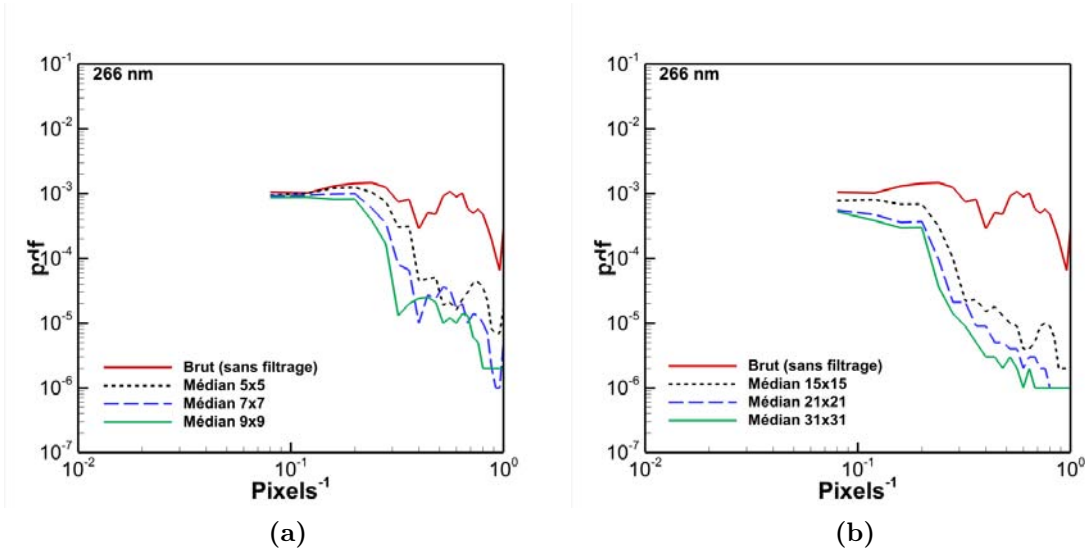 10⁻¹
266 nm
10⁻²
10⁻³
pdf
10⁻⁴
10⁻⁵
Brut (sans filtrage)
Médian 5x5
10⁻⁶
Médian 7x7
Médian 9x9
10⁻⁷
10⁻² 10⁻¹ 10⁰
Pixels⁻¹
(a)
10⁻¹
266 nm
10⁻²
10⁻³
pdf
10⁻⁴
10⁻⁵
Brut (sans filtrage)
Médian 15x15
10⁻⁶
Médian 21x21
Médian 31x31
10⁻⁷
10⁻² 10⁻¹ 10⁰
Pixels⁻¹
(b)